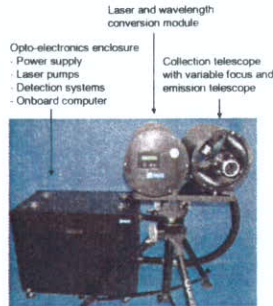 Laser and wavelength
conversion module
Opto-electronics enclosure
- Power supply
- Laser pumps
- Detection systems
- Onboard computer
Collection telescope
with variable focus and
emission telescope